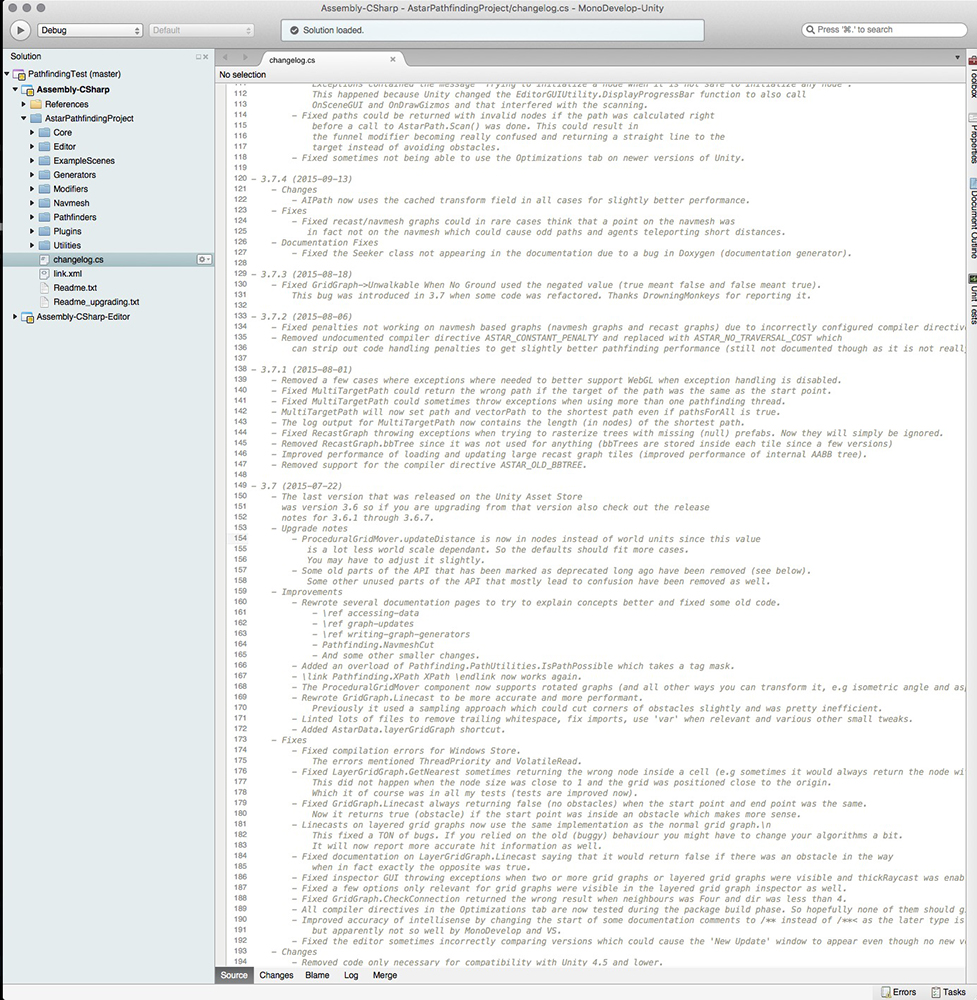 Assembly-CSharp - AstarPathfindingProject/changelog.cs - MonoDevelop-Unity
Debug
Default
Solution loaded.
Press '⌘.' to search
Solution
PathfindingTest (master)
Assembly-CSharp
References
AstarPathfindingProject
Core
Editor
ExampleScenes
Generators
Modifiers
Navmesh
Pathfinders
Plugins
Utilities
changelog.cs
link.xml
Readme.txt
Readme_upgrading.txt
Assembly-CSharp-Editor
changelog.cs
No selection
111 Exceptions contained the message "Trying to initialize a node when it is not safe to initialize any node".
112 This happened because Unity changed the EditorGUIUtility.DisplayProgressBar function to also call
113 OnSceneGUI and OnDrawGizmos and that interfered with the scanning.
114 - Fixed paths could be returned with invalid nodes if the path was calculated right
115 before a call to AstarPath.Scan() was done. This could result in
116 the funnel modifier becoming really confused and returning a straight line to the
117 target instead of avoiding obstacles.
118 - Fixed sometimes not being able to use the Optimizations tab on newer versions of Unity.
119
120 - 3.7.4 (2015-09-13)
121 - Changes
122 - AIPath now uses the cached transform field in all cases for slightly better performance.
123 - Fixes
124 - Fixed recast/navmesh graphs could in rare cases think that a point on the navmesh was
125 in fact not on the navmesh which could cause odd paths and agents teleporting short distances.
126 - Documentation Fixes
127 - Fixed the Seeker class not appearing in the documentation due to a bug in Doxygen (documentation generator).
128
129 - 3.7.3 (2015-08-18)
130 - Fixed GridGraph->Unwalkable When No Ground used the negated value (true meant false and false meant true).
131 This bug was introduced in 3.7 when some code was refactored. Thanks DrowningMonkeys for reporting it.
132
133 - 3.7.2 (2015-08-06)
134 - Fixed penalties not working on navmesh based graphs (navmesh graphs and recast graphs) due to incorrectly configured compiler directive
135 - Removed undocumented compiler directive ASTAR_CONSTANT_PENALTY and replaced with ASTAR_NO_TRAVERSAL_COST which
136 can strip out code handling penalties to get slightly better pathfinding performance (still not documented though as it is not reall
137
138 - 3.7.1 (2015-08-01)
139 - Removed a few cases where exceptions where needed to better support WebGL when exception handling is disabled.
140 - Fixed MultiTargetPath could return the wrong path if the target of the path was the same as the start point.
141 - Fixed MultiTargetPath could sometimes throw exceptions when using more than one pathfinding thread.
142 - MultiTargetPath will now set path and vectorPath to the shortest path even if pathsForAll is true.
143 - The log output for MultiTargetPath now contains the length (in nodes) of the shortest path.
144 - Fixed RecastGraph throwing exceptions when trying to rasterize trees with missing (null) prefabs. Now they will simply be ignored.
145 - Removed RecastGraph.bbTree since it was not used for anything (bbTrees are stored inside each tile since a few versions)
146 - Improved performance of loading and updating large recast graph tiles (improved performance of internal AABB tree).
147 - Removed support for the compiler directive ASTAR_OLD_BBTREE.
148
149 - 3.7 (2015-07-22)
150 - The last version that was released on the Unity Asset Store
151 was version 3.6 so if you are upgrading from that version also check out the release
152 notes for 3.6.1 through 3.6.7.
153 - Upgrade notes
154 - ProceduralGridMover.updateDistance is now in nodes instead of world units since this value
155 is a lot less world scale dependant. So the defaults should fit more cases.
156 You may have to adjust it slightly.
157 - Some old parts of the API that has been marked as deprecated long ago have been removed (see below).
158 Some other unused parts of the API that mostly lead to confusion have been removed as well.
159 - Improvements
160 - Rewrote several documentation pages to try to explain concepts better and fixed some old code.
161 - \ref accessing-data
162 - \ref graph-updates
163 - \ref writing-graph-generators
164 - Pathfinding.NavmeshCut
165 - And some other smaller changes.
166 - Added an overload of Pathfinding.PathUtilities.IsPathPossible which takes a tag mask.
167 - \link Pathfinding.XPath XPath \endlink now works again.
168 - The ProceduralGridMover component now supports rotated graphs (and all other ways you can transform it, e.g isometric angle and asp
169 - Rewrote GridGraph.Linecast to be more accurate and more performant.
170 Previously it used a sampling approach which could cut corners of obstacles slightly and was pretty inefficient.
171 - Linted lots of files to remove trailing whitespace, fix imports, use 'var' when relevant and various other small tweaks.
172 - Added AstarData.layerGridGraph shortcut.
173 - Fixes
174 - Fixed compilation errors for Windows Store.
175 The errors mentioned ThreadPriority and VolatileRead.
176 - Fixed LayerGridGraph.GetNearest sometimes returning the wrong node inside a cell (e.g sometimes it would always return the node wi
177 This did not happen when the node size was close to 1 and the grid was positioned close to the origin.
178 Which it of course was in all my tests (tests are improved now).
179 - Fixed GridGraph.Linecast always returning false (no obstacles) when the start point and end point was the same.
180 Now it returns true (obstacle) if the start point was inside an obstacle which makes more sense.
181 - Linecasts on layered grid graphs now use the same implementation as the normal grid graph.\n
182 This fixed a TON of bugs. If you relied on the old (buggy) behaviour you might have to change your algorithms a bit.
183 It will now report more accurate hit information as well.
184 - Fixed documentation on LayerGridGraph.Linecast saying that it would return false if there was an obstacle in the way
185 when in fact exactly the opposite was true.
186 - Fixed inspector GUI throwing exceptions when two or more grid graphs or layered grid graphs were visible and thickRaycast was enab
187 - Fixed a few options only relevant for grid graphs were visible in the layered grid graph inspector as well.
188 - Fixed GridGraph.CheckConnection returned the wrong result when neighbours was Four and dir was less than 4.
189 - All compiler directives in the Optimizations tab are now tested during the package build phase. So hopefully none of them should g
190 - Improved accuracy of intellisense by changing the start of some documentation comments to /** instead of /**< as the later type is
191 but apparently not so well by MonoDevelop and VS.
192 - Fixed the editor sometimes incorrectly comparing versions which could cause the 'New Update' window to appear even though no new v
193 - Changes
194 - Removed code only necessary for compatibility with Unity 4.5 and lower.
Toolbox
Properties
Document Outline
Unit Tests
Source Changes Blame Log Merge
Errors Tasks